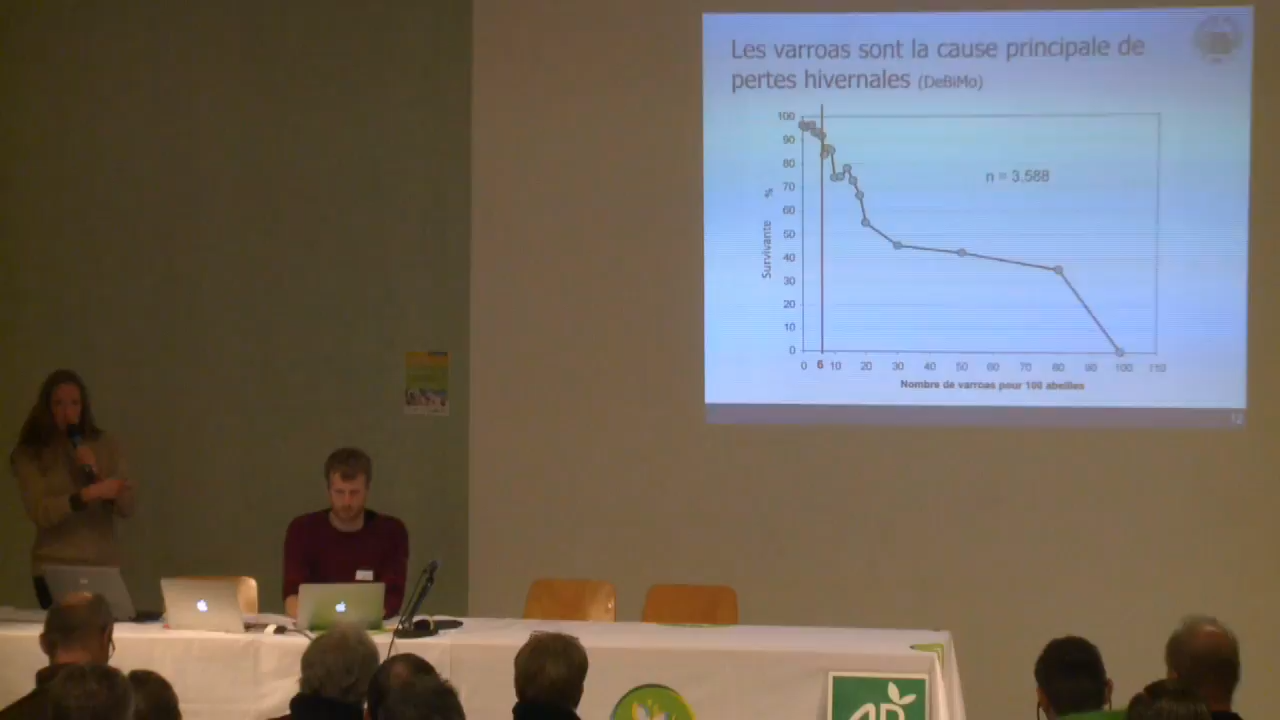 Les varroas sont la cause principale de
pertes hivernales (DeBiMo)
100
90
80
70
60
50
40
30
20
10
0
Survivante %
n = 3.588
0 6 10 20 30 40 50 60 70 80 90 100 110
Nombre de varroas pour 100 abeilles
12
AB